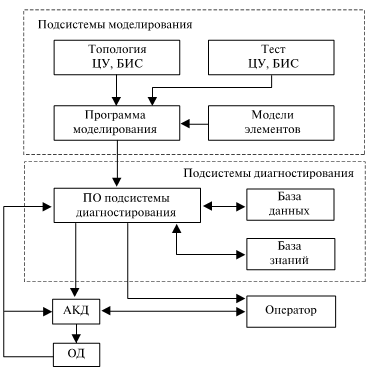 Подсистемы моделирования
Топология
ЦУ, БИС
Тест
ЦУ, БИС
Программа
моделирования
Модели
элементов
Подсистемы диагностирования
ПО подсистемы
диагностирования
База
данных
База
знаний
АКД
Оператор
ОД